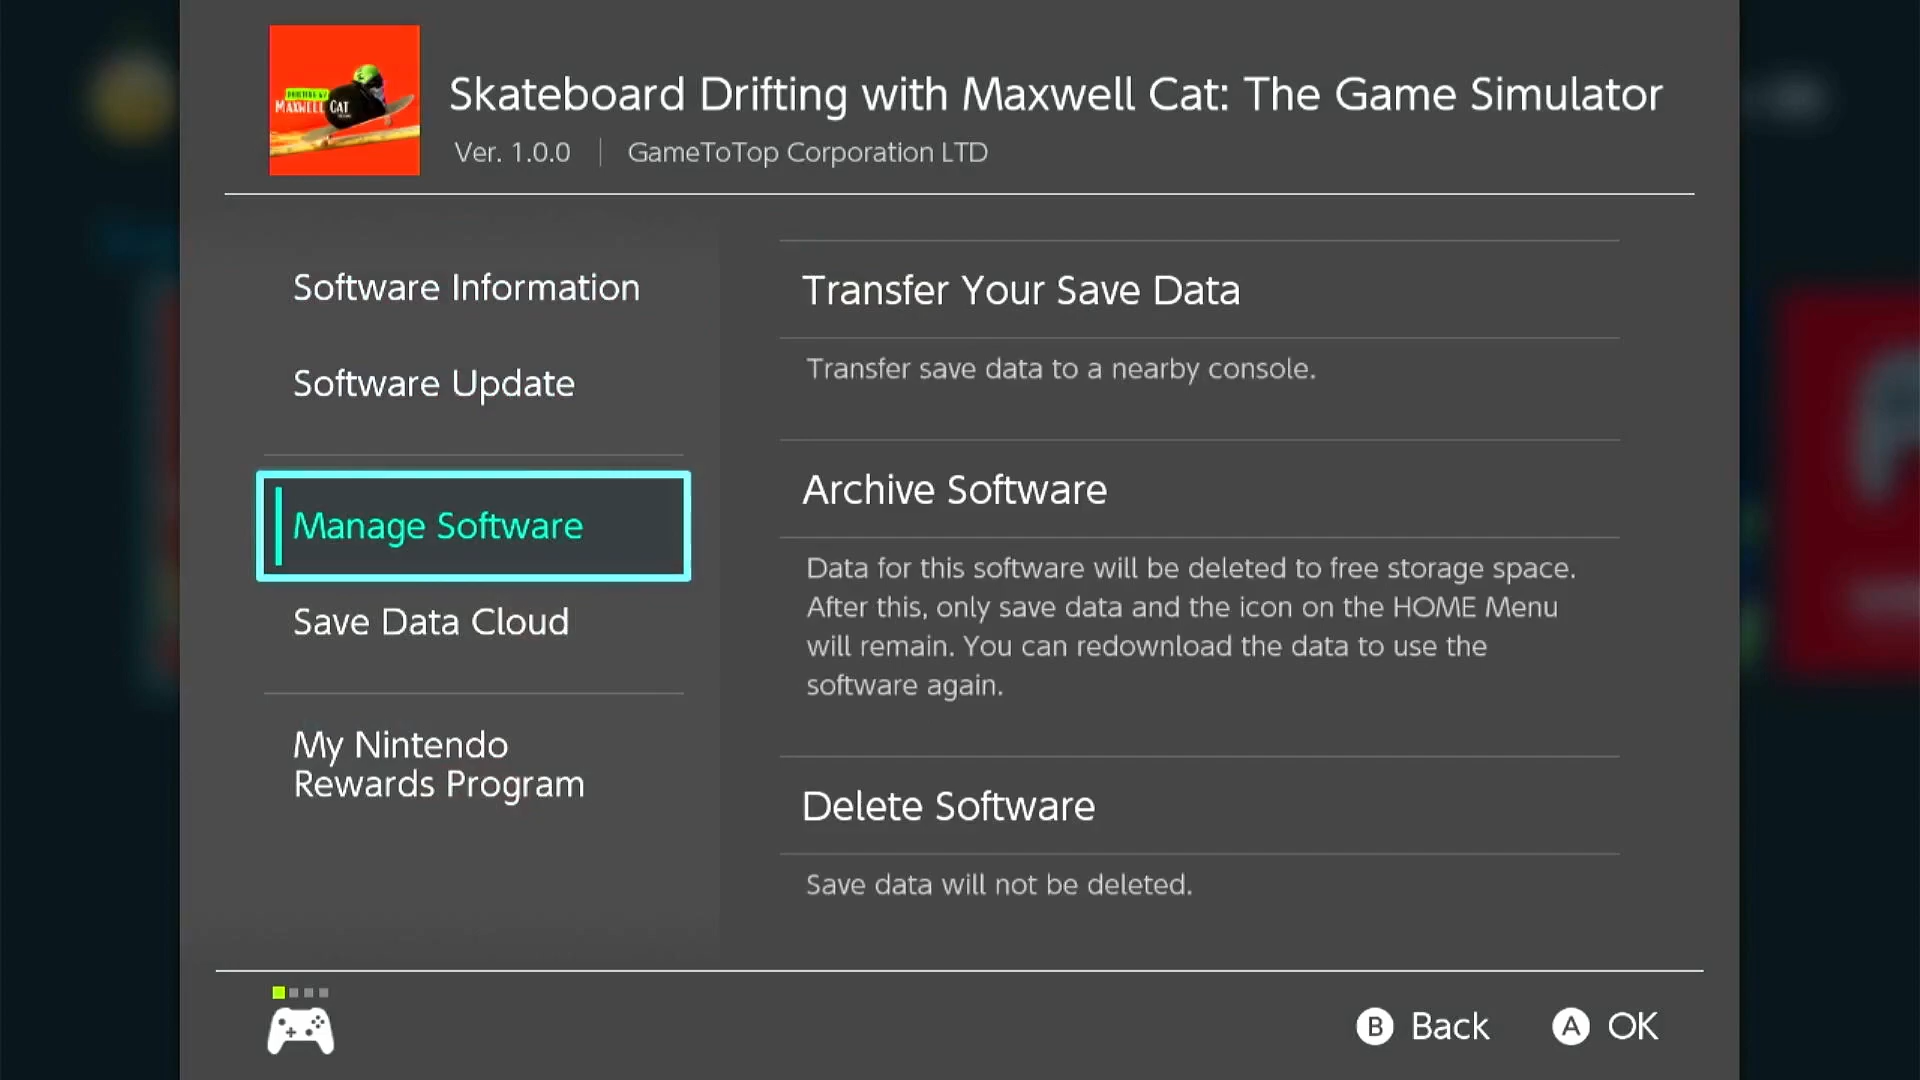 MAXWELL CAT
Skateboard Drifting with Maxwell Cat: The Game Simulator
Ver. 1.0.0 | GameToTop Corporation LTD
Software Information
Software Update
Manage Software
Save Data Cloud
My Nintendo
Rewards Program
Transfer Your Save Data
Transfer save data to a nearby console.
Archive Software
Data for this software will be deleted to free storage space.
After this, only save data and the icon on the HOME Menu
will remain. You can redownload the data to use the
software again.
Delete Software
Save data will not be deleted.
B Back
A OK